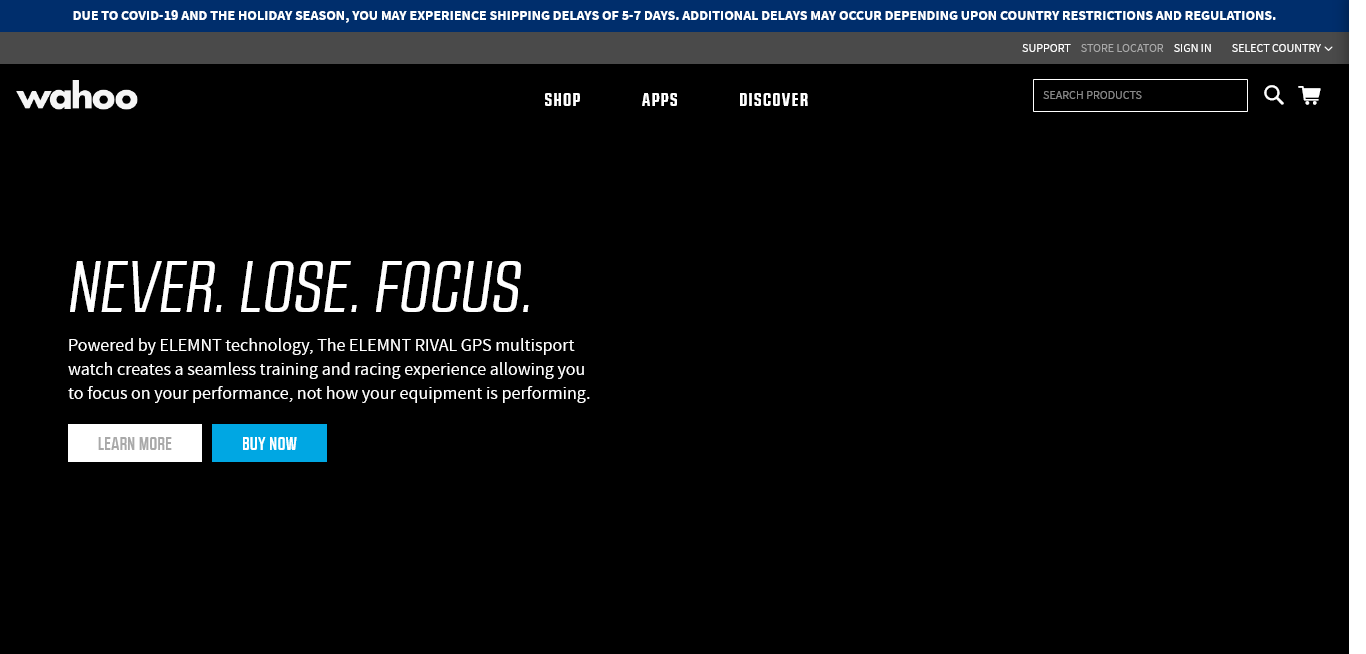 DUE TO COVID-19 AND THE HOLIDAY SEASON, YOU MAY EXPERIENCE SHIPPING DELAYS OF 5-7 DAYS. ADDITIONAL DELAYS MAY OCCUR DEPENDING UPON COUNTRY RESTRICTIONS AND REGULATIONS.
SUPPORT STORE LOCATOR SIGN IN SELECT COUNTRY
wahoo SHOP APPS DISCOVER SEARCH PRODUCTS
NEVER. LOSE. FOCUS.
Powered by ELEMNT technology, The ELEMNT RIVAL GPS multisport
watch creates a seamless training and racing experience allowing you
to focus on your performance, not how your equipment is performing.
LEARN MORE BUY NOW